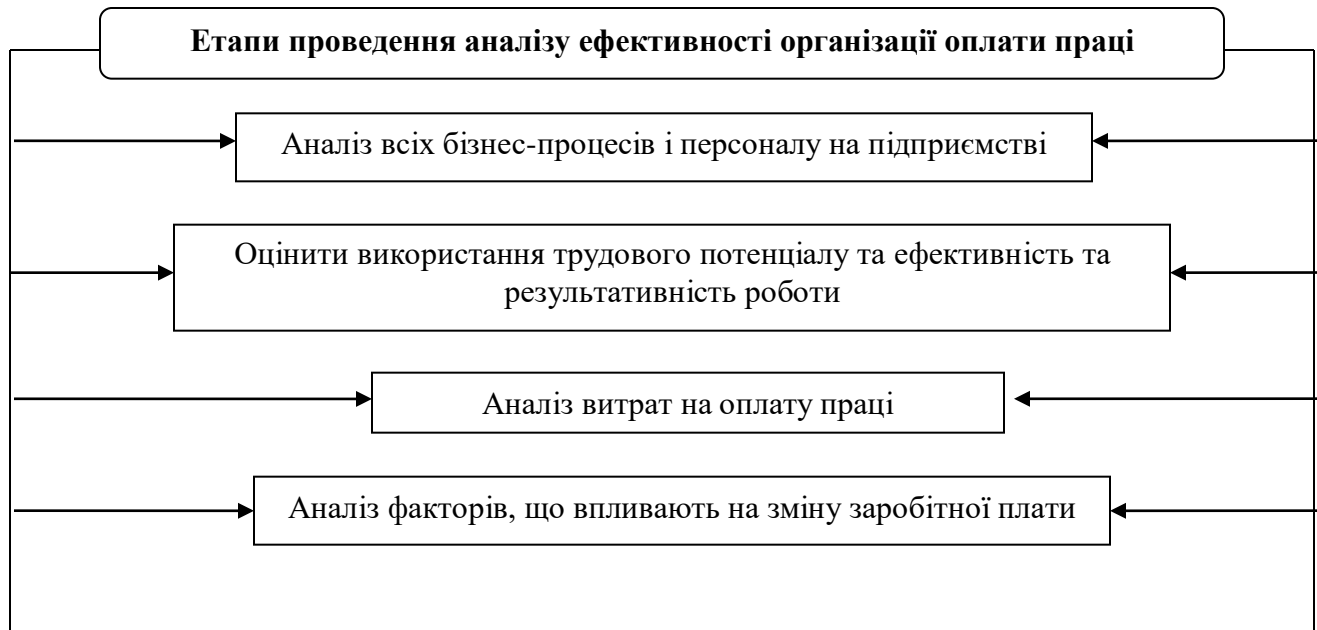 Етапи проведення аналізу ефективності організації оплати праці
Аналіз всіх бізнес-процесів і персоналу на підприємстві
Оцінити використання трудового потенціалу та ефективність та
результативність роботи
Аналіз витрат на оплату праці
Аналіз факторів, що впливають на зміну заробітної плати